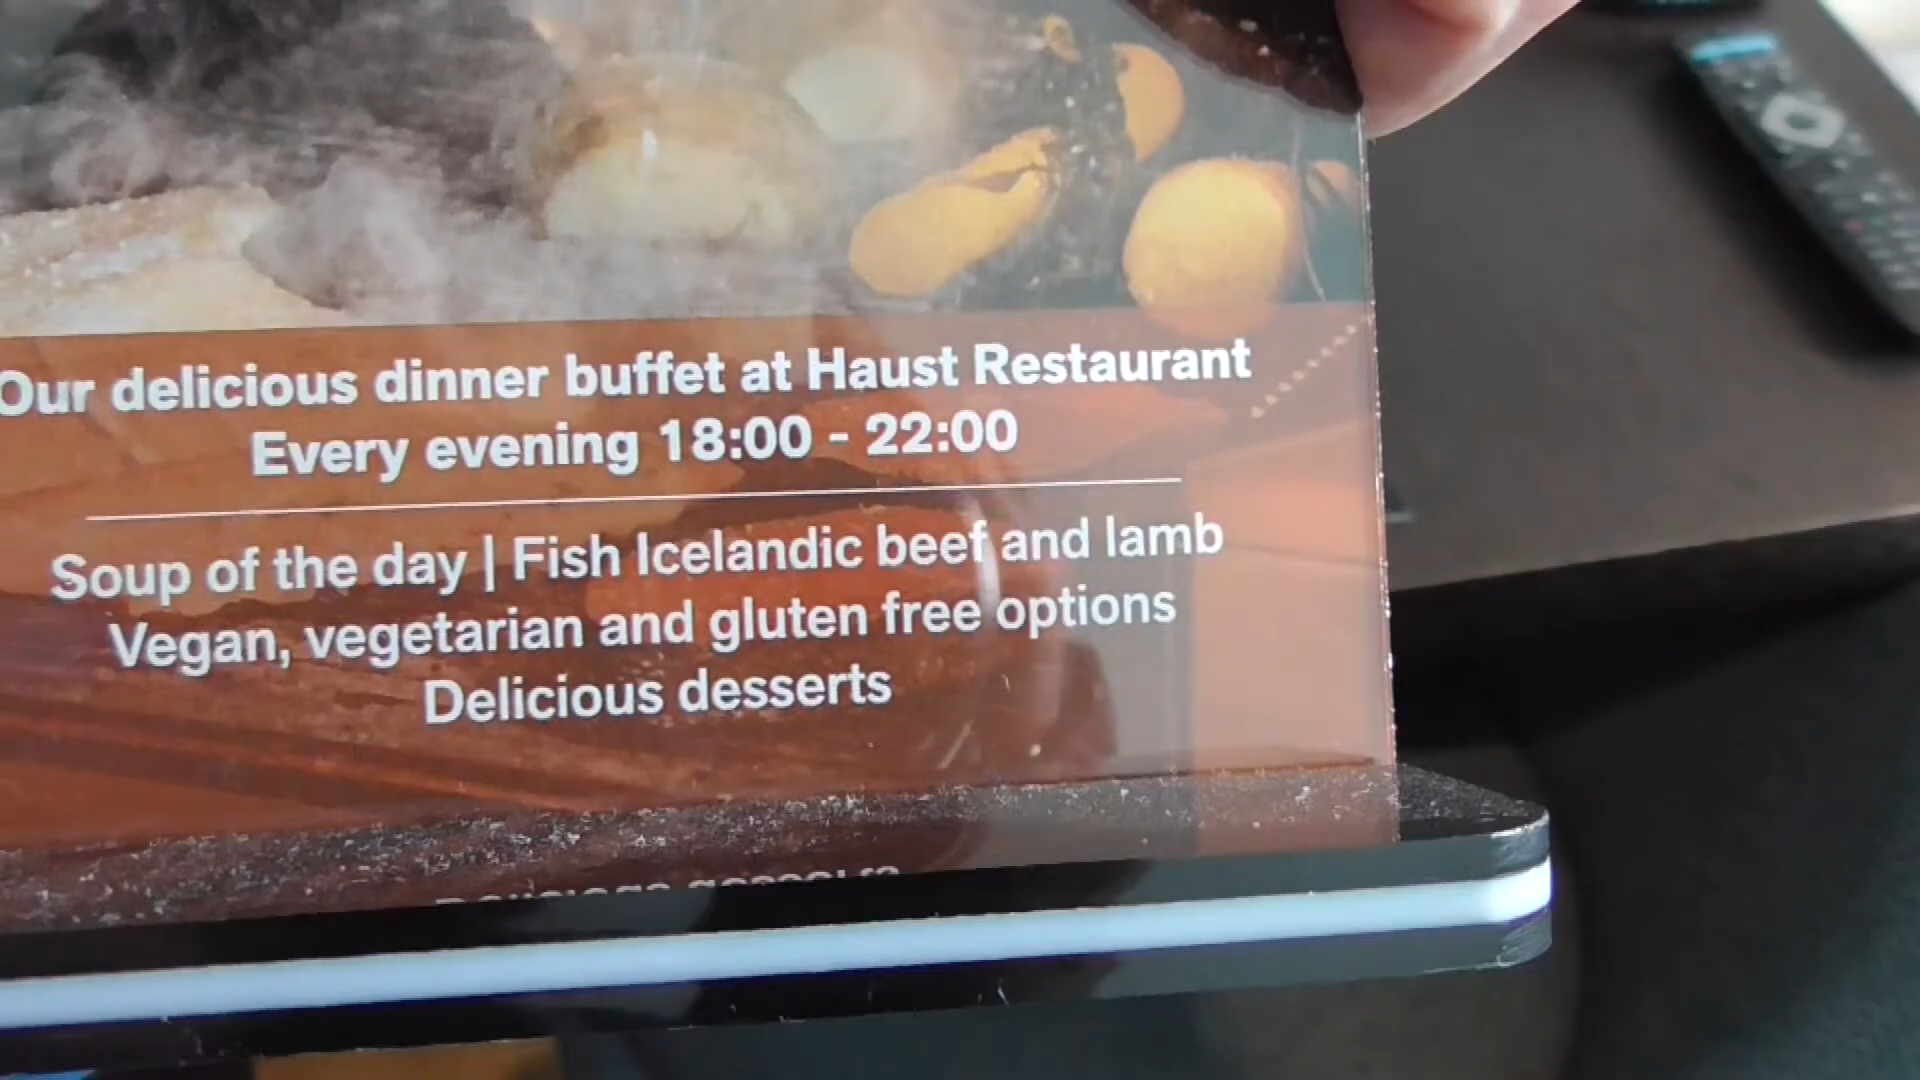 Our delicious dinner buffet at Haust Restaurant
Every evening 18:00 - 22:00
Soup of the day | Fish Icelandic beef and lamb
Vegan, vegetarian and gluten free options
Delicious desserts